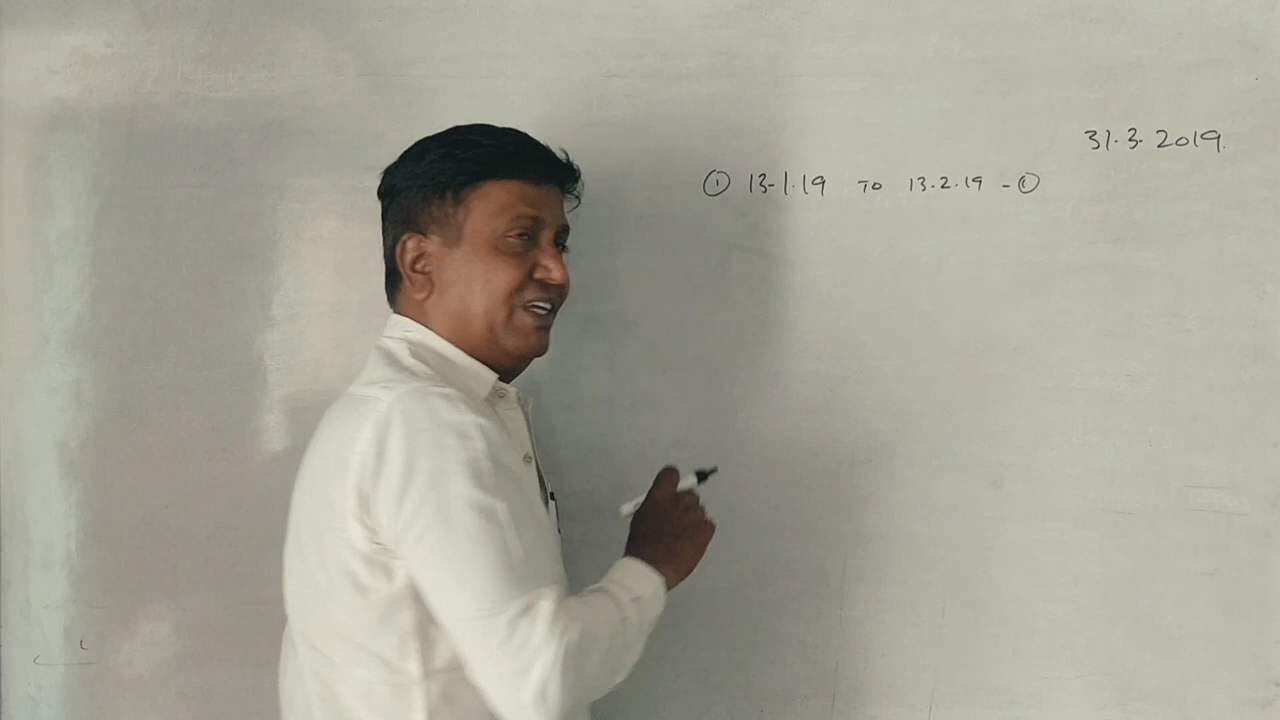 31.3.2019.
① 13-1.19 TO 13.2.19 - ①